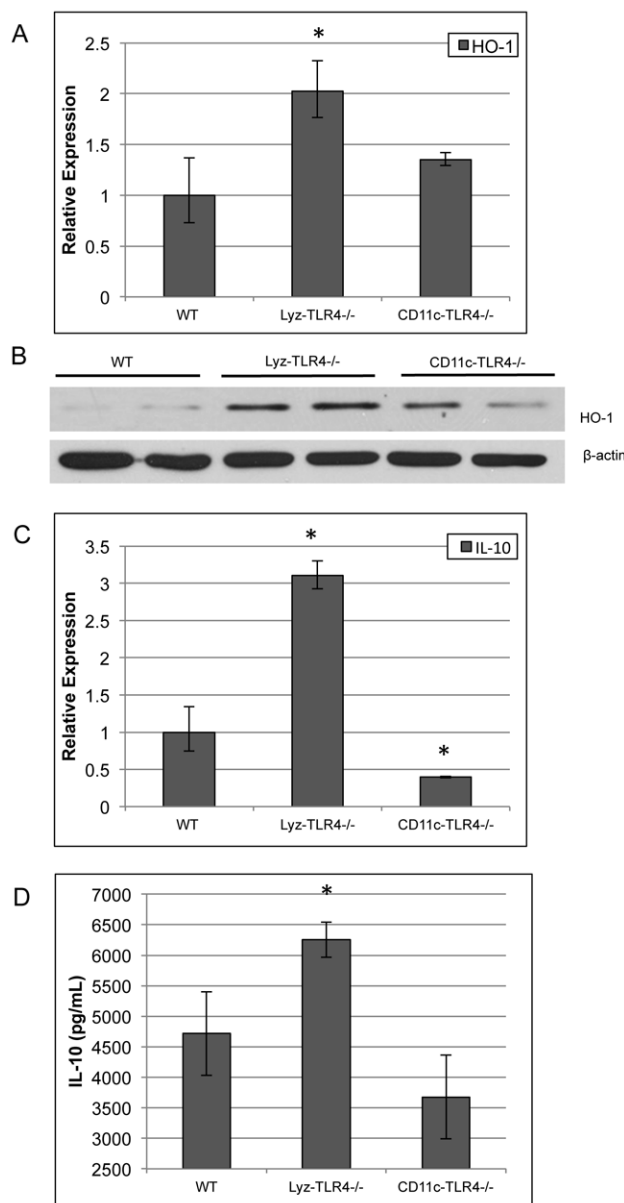 A
Relative Expression
2.5
2
1.5
1
0.5
0
*
HO-1
WT
Lyz-TLR4-/-
CD11c-TLR4-/-
B
WT
Lyz-TLR4-/-
CD11c-TLR4-/-
HO-1
β-actin
C
Relative Expression
3.5
3
2.5
2
1.5
1
0.5
0
*
*
IL-10
WT
Lyz-TLR4-/-
CD11c-TLR4-/-
D
IL-10 (pg/mL)
7000
6500
6000
5500
5000
4500
4000
3500
3000
2500
*
WT
Lyz-TLR4-/-
CD11c-TLR4-/-